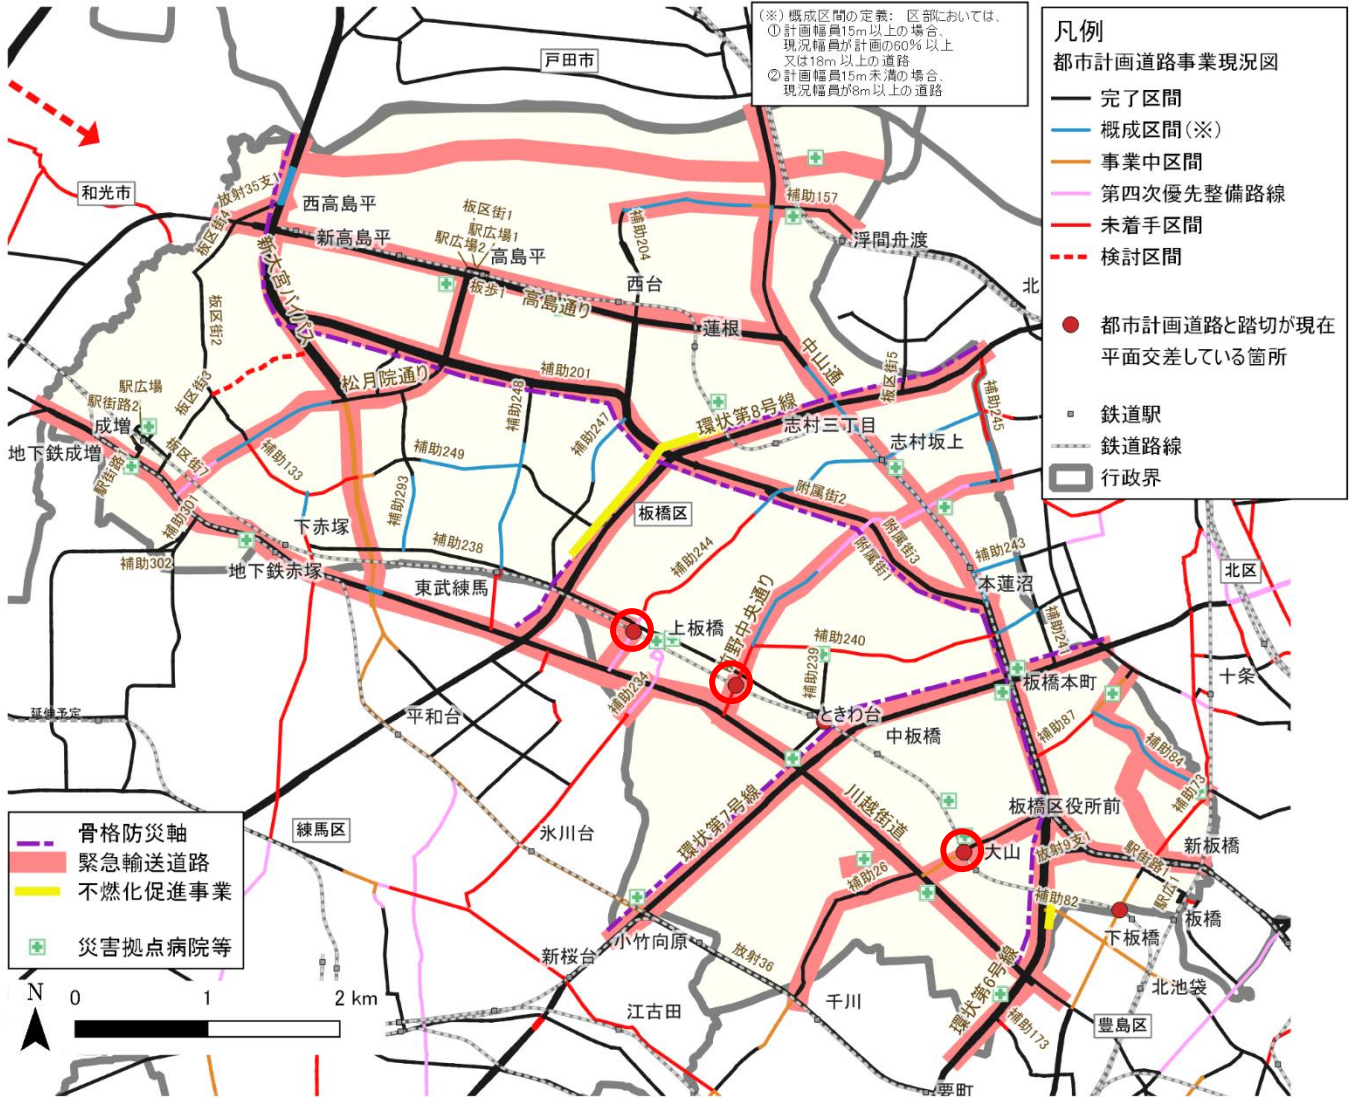 (※)概成区間の定義: 区部においては、
①計画幅員15m以上の場合、
現況幅員が計画の60%以上
又は18m以上の道路
②計画幅員15m未満の場合、
現況幅員が8m以上の道路
凡例
都市計画道路事業現況図
完了区間
概成区間(※)
事業中区間
第四次優先整備路線
未着手区間
検討区間
都市計画道路と踏切が現在
平面交差している箇所
鉄道駅
鉄道路線
行政界
戸田市
和光市
放射35支1
西高島平
板区街4
新高島平
板区街1
駅広場1
駅広場2
高島平
板歩1
高島通り
新大宮バイパス
補助157
補助204
浮間舟渡
西台
蓮根
北
中山道
板区街5
板区街2
板区街3
松月院通り
補助201
補助248
補助247
環状第8号線
志村三丁目
志村坂上
補助245
駅広場
駅街路2
成増
地下鉄成増
駅街路1
板区街7
補助133
補助249
補助293
補助301
補助302
下赤塚
地下鉄赤塚
補助238
東武練馬
板橋区
附属街2
附属街3
附属街1
補助244
補助243
本蓮沼
北区
上板橋
前野中央通り
補助240
補助239
補助241
板橋本町
十条
補助234
ときわ台
中板橋
補助87
補助84
補助73
延伸予定
平和台
環状第7号線
川越街道
板橋区役所前
練馬区
氷川台
大山
放射9支1
駅街路1
新板橋
補助26
補助82
駅広1
板橋
下板橋
小竹向原
新桜台
放射36
環状第6号線
北池袋
江古田
千川
補助173
豊島区
要町
骨格防災軸
緊急輸送道路
不燃化促進事業
災害拠点病院等
N
0 1 2 km